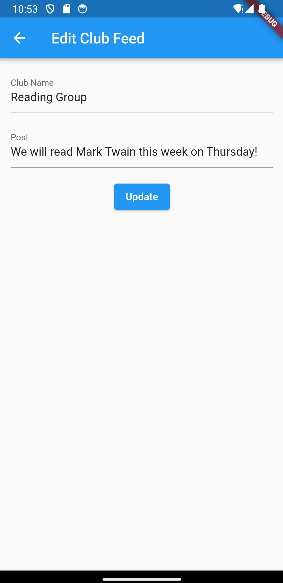 10:53
DEBUG
Edit Club Feed
Club Name
Reading Group
Post
We will read Mark Twain this week on Thursday!
Update